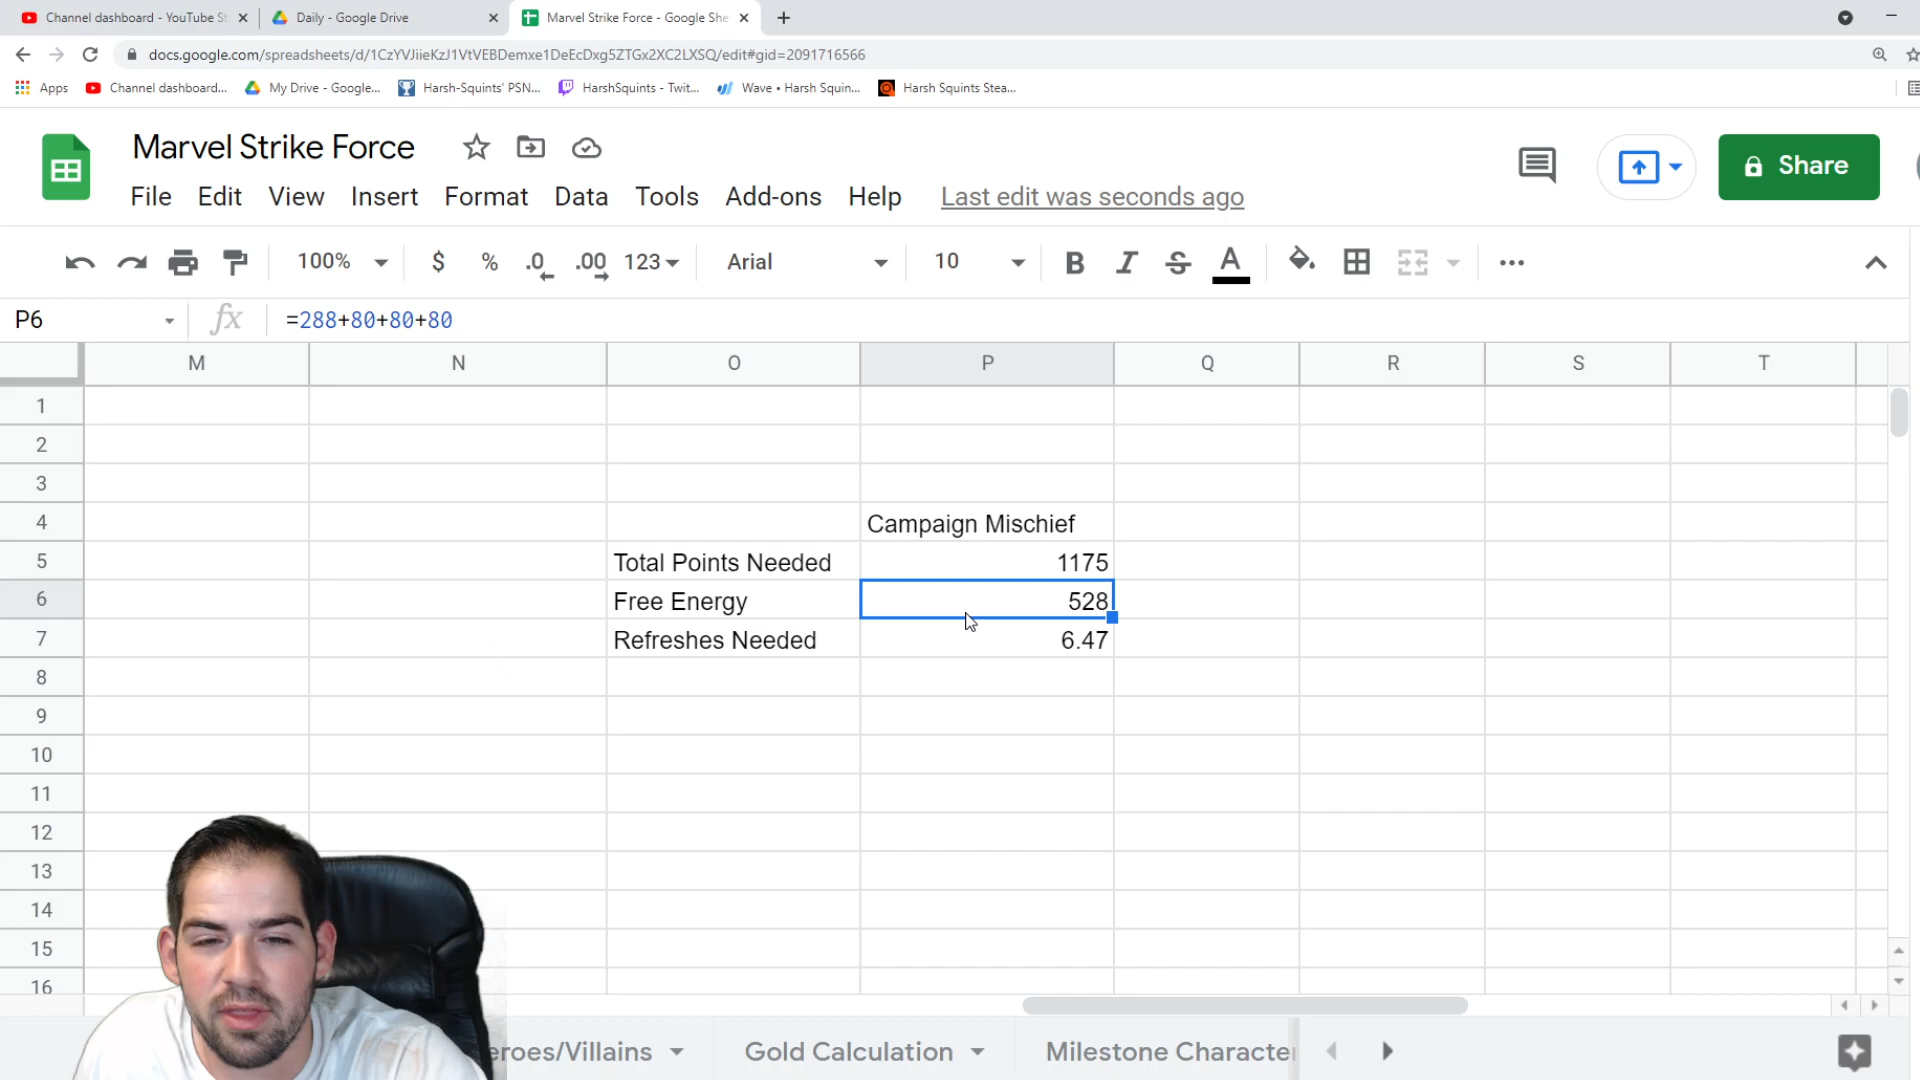 Channel dashboard - YouTube St
Daily - Google Drive
Marvel Strike Force - Google She
docs.google.com/spreadsheets/d/1CzYVJiieKzJ1VtVEBDemxe1DeEcDxg5ZTGx2XC2LXSQ/edit#gid=2091716566
Apps
Channel dashboard...
My Drive - Google...
Harsh-Squints' PSN...
HarshSquints - Twit...
Wave • Harsh Squin...
Harsh Squints Stea...
Marvel Strike Force
Share
File Edit View Insert Format Data Tools Add-ons Help Last edit was seconds ago
100% $ % .0 .00 123 Arial 10 B I S A
P6 fx =288+80+80+80
M N O P Q R S T
1
2
3
4 Campaign Mischief
5 Total Points Needed 1175
6 Free Energy 528
7 Refreshes Needed 6.47
8
9
10
11
12
13
14
15
16
eroes/Villains Gold Calculation Milestone Character